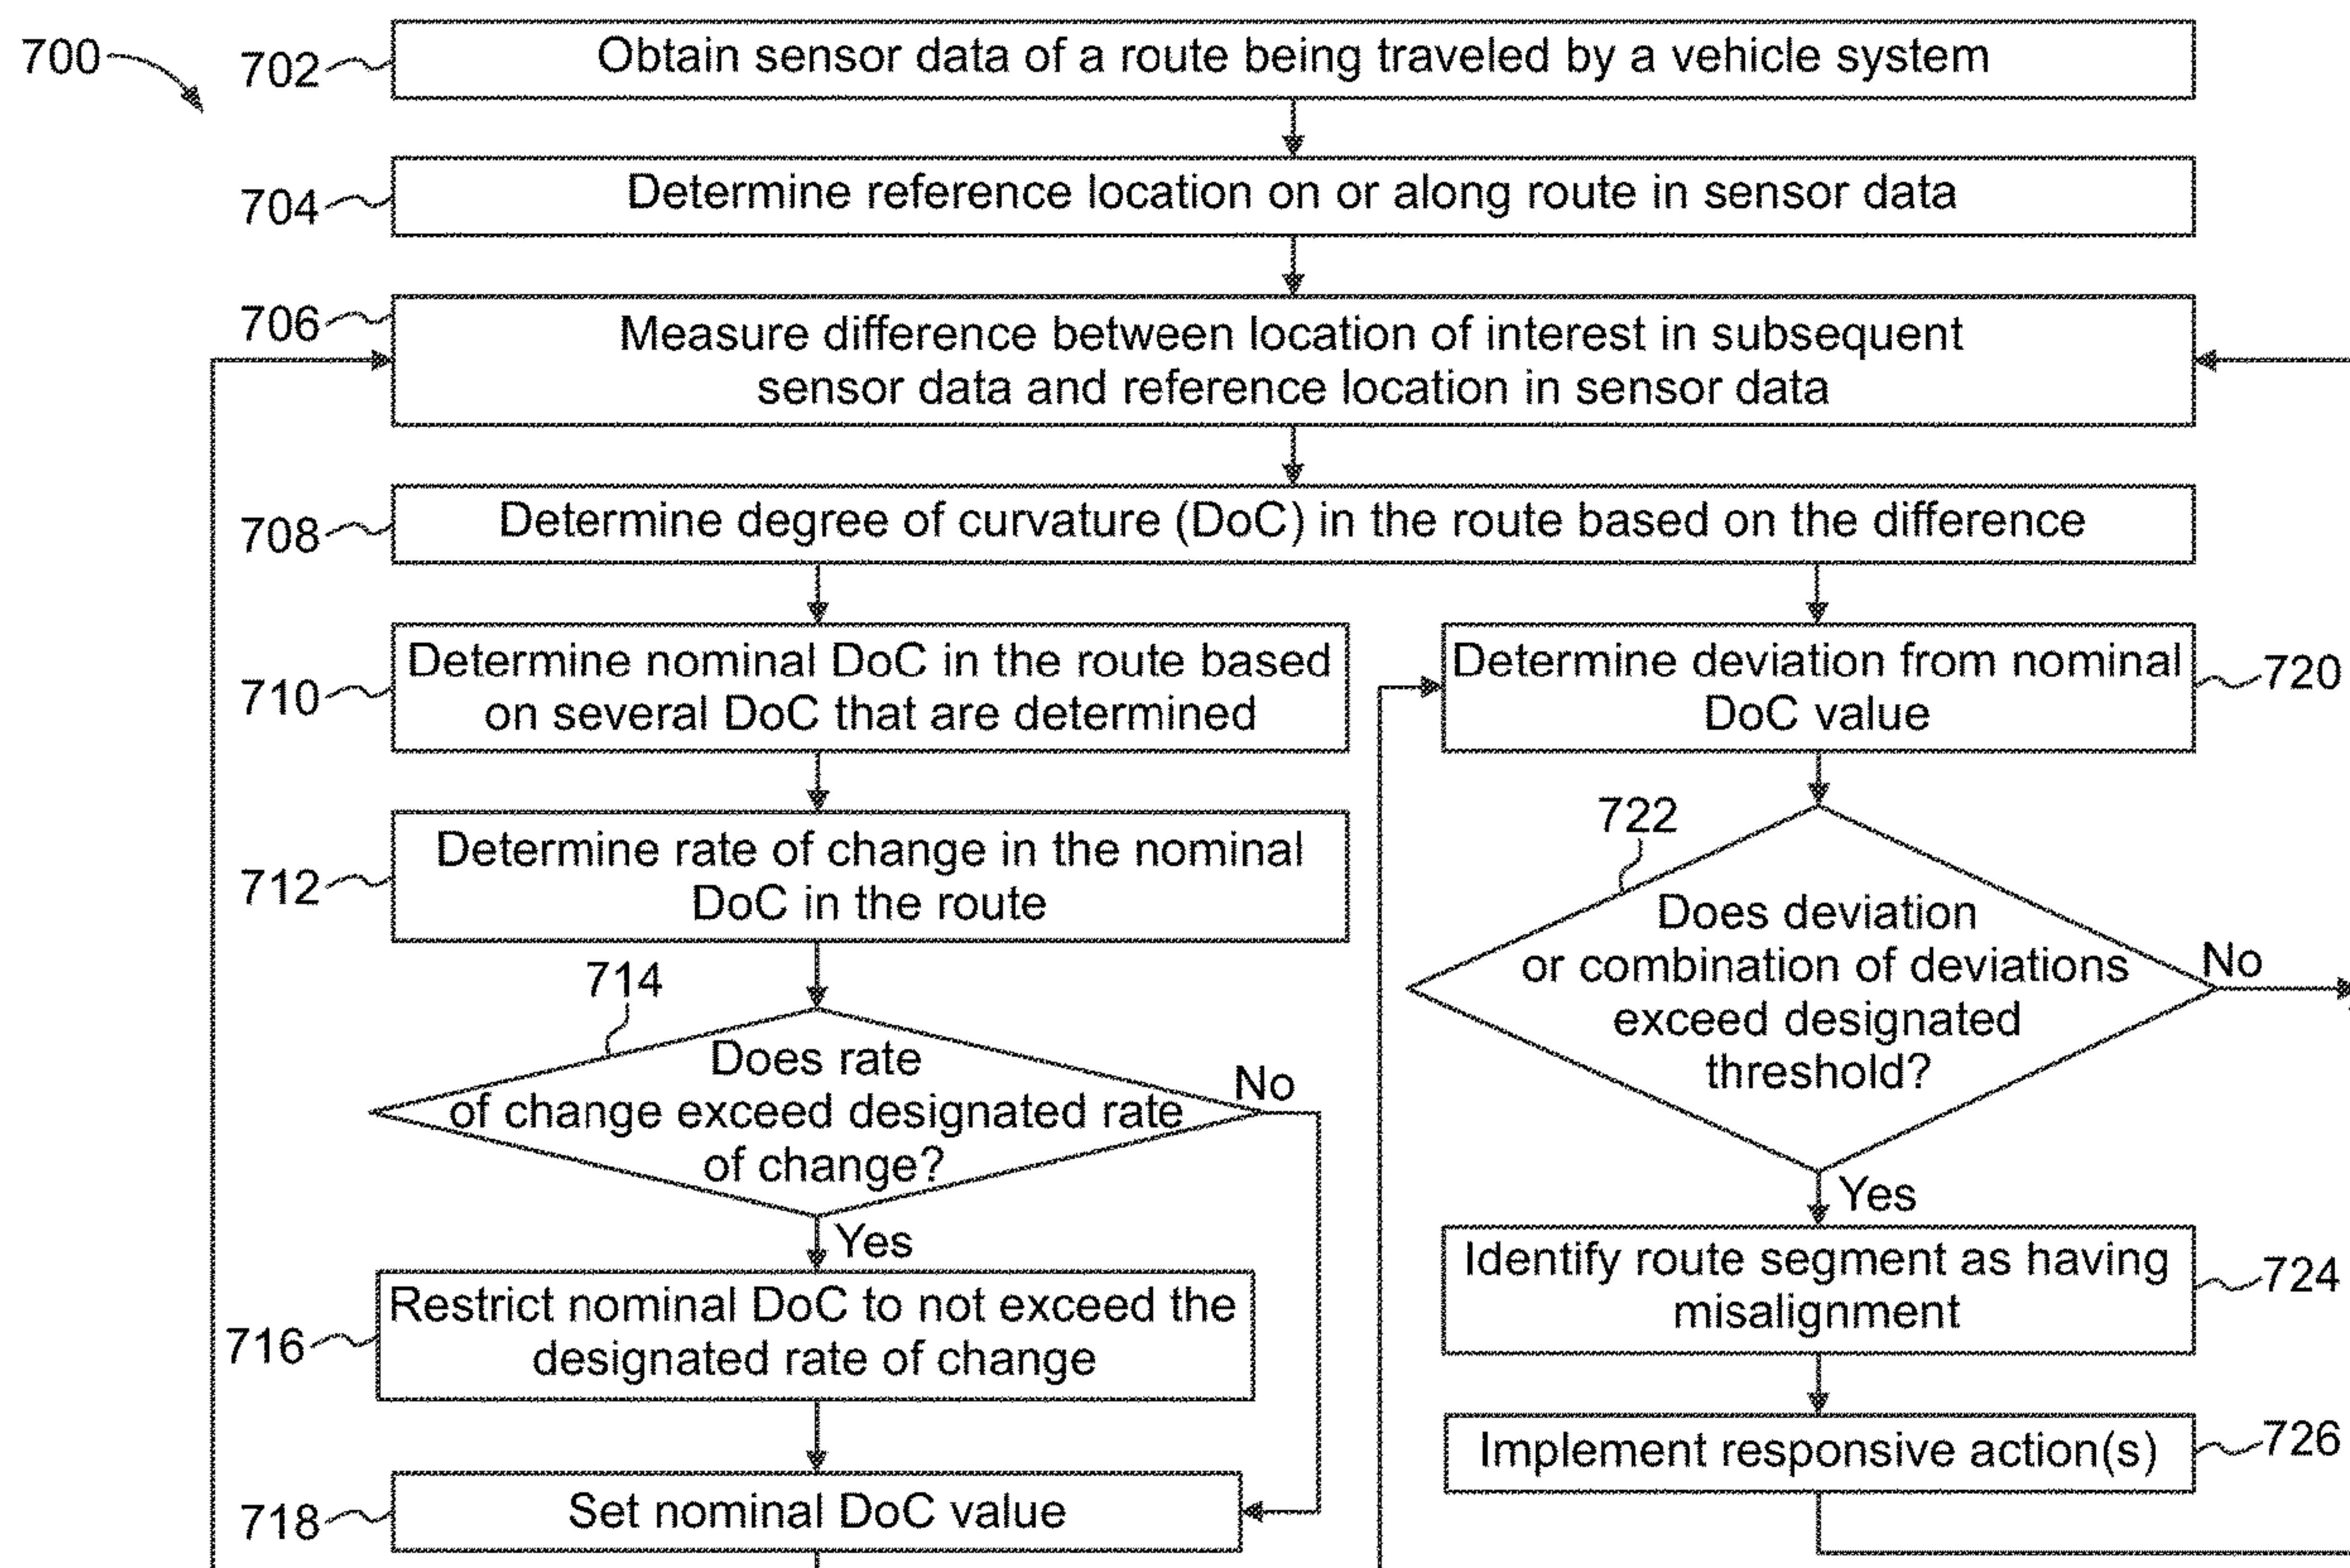 700
702
Obtain sensor data of a route being traveled by a vehicle system
704
Determine reference location on or along route in sensor data
706
Measure difference between location of interest in subsequent
sensor data and reference location in sensor data
708
Determine degree of curvature (DoC) in the route based on the difference
710
Determine nominal DoC in the route based
on several DoC that are determined
712
Determine rate of change in the nominal
DoC in the route
714
Does rate
of change exceed designated rate
of change?
No
Yes
716
Restrict nominal DoC to not exceed the
designated rate of change
718
Set nominal DoC value
Determine deviation from nominal
DoC value
720
722
Does deviation
or combination of deviations
exceed designated
threshold?
No
Yes
Identify route segment as having
misalignment
724
Implement responsive action(s)
726